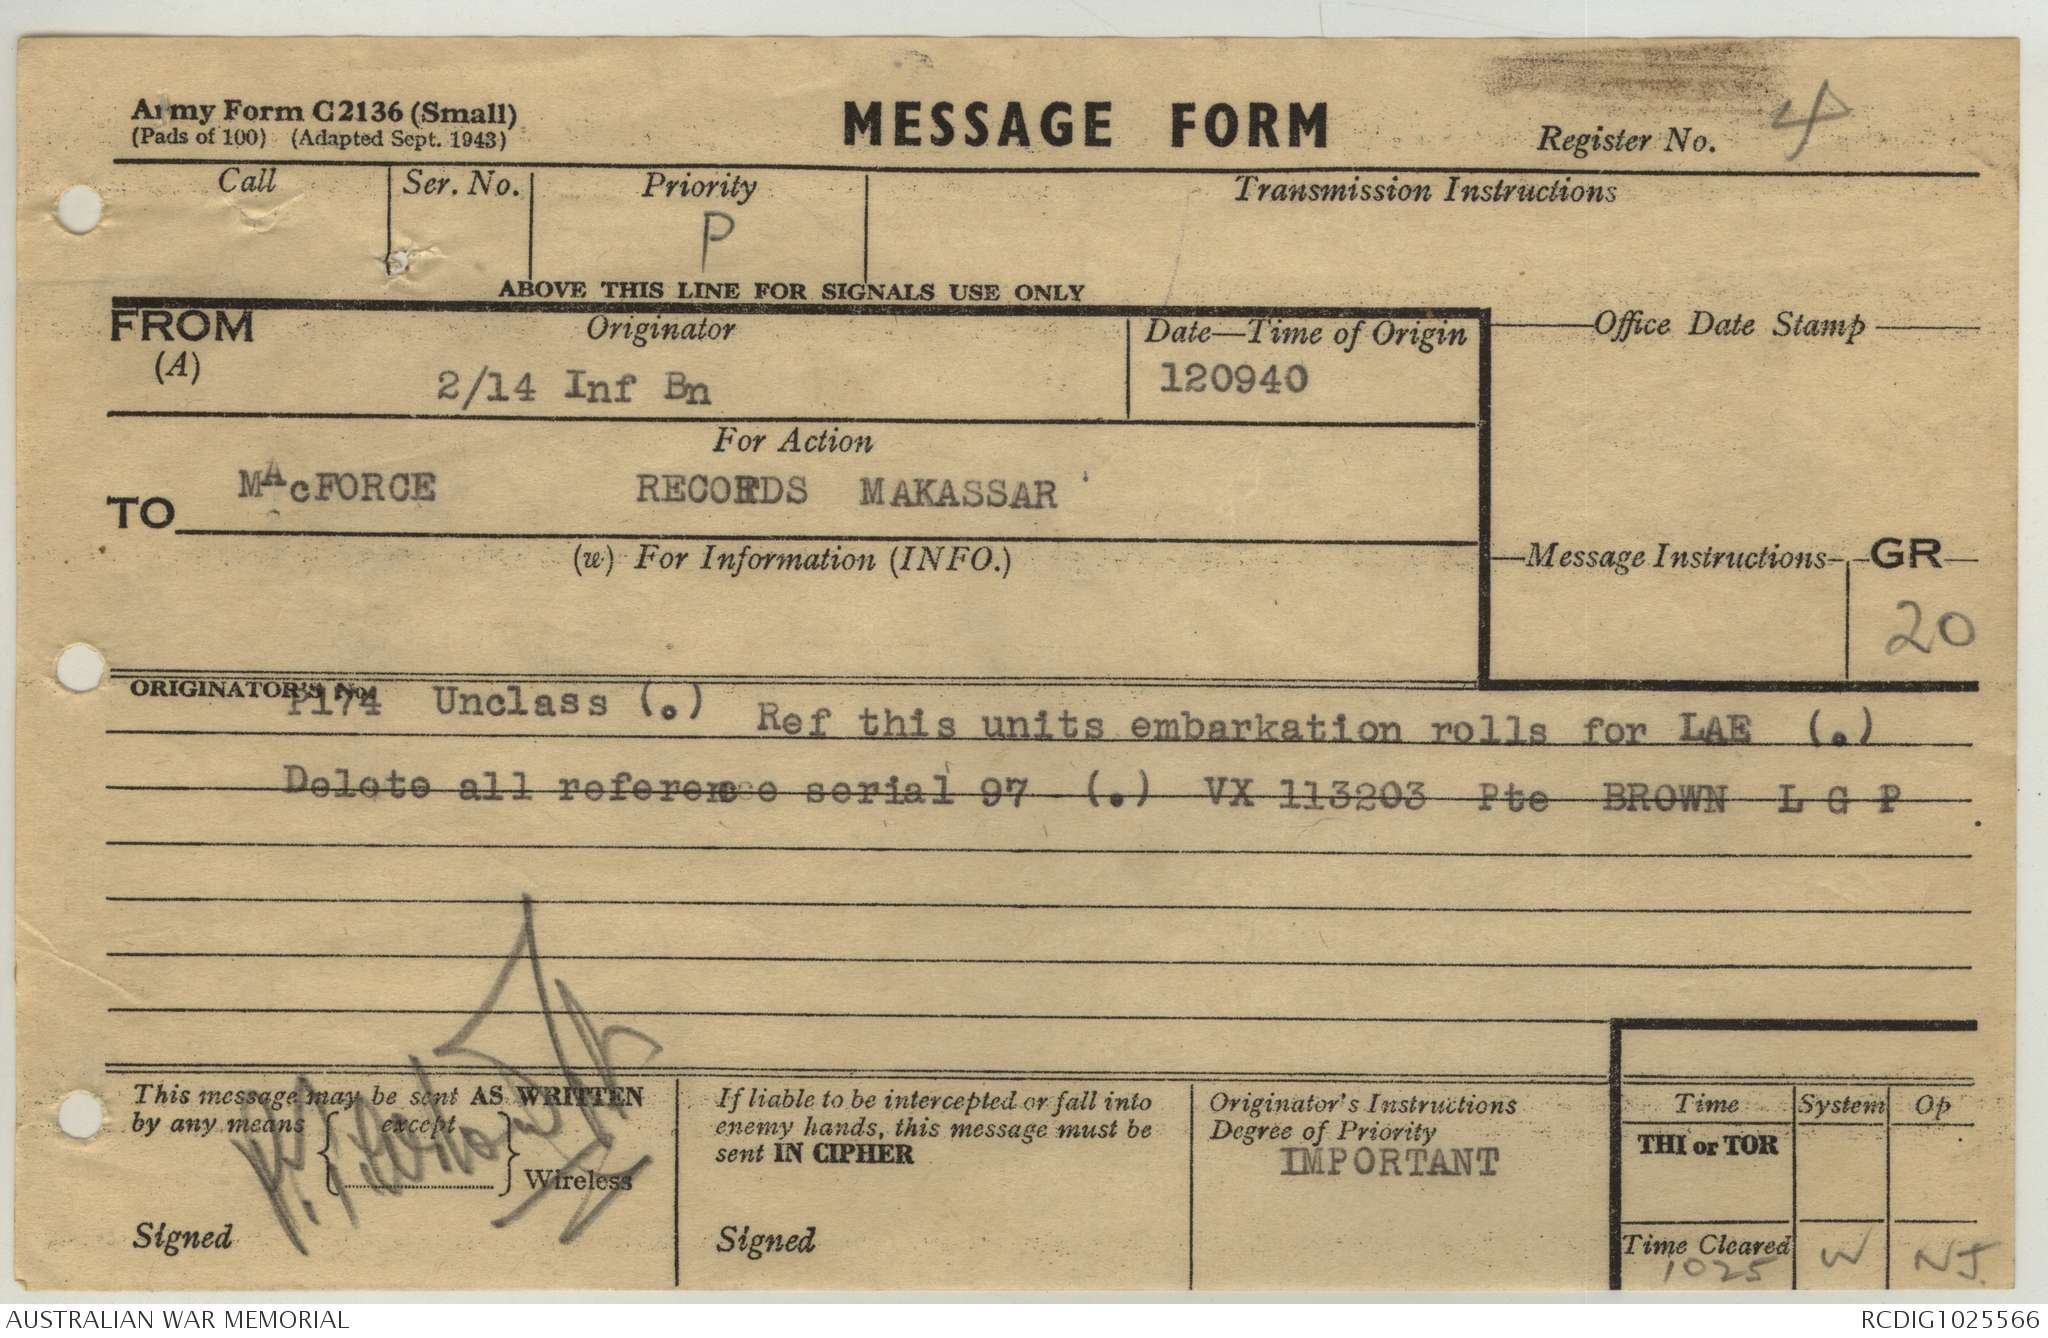 Army Form C2136 (Small)
(Pads of 100) (Adapted Sept. 1943)
MESSAGE FORM
Register No. 4
Call
Ser. No.
Priority
P
Transmission Instructions
ABOVE THIS LINE FOR SIGNALS USE ONLY
FROM
(A)
Originator
2/14 Inf Bn
Date—Time of Origin
120940
Office Date Stamp
For Action
TO
MAcFORCE RECORDS MAKASSAR
(w) For Information (INFO.)
Message Instructions
GR
20
ORIGINATOR'S No.
P174 Unclass (.) Ref this units embarkation rolls for LAE (.)
Delete all reference serial 97 (.) VX 113203 Pte BROWN L G P
This message may be sent AS WRITTEN
by any means { except } Wireless
Signed
If liable to be intercepted or fall into
enemy hands, this message must be
sent IN CIPHER
Signed
Originator's Instructions
Degree of Priority
IMPORTANT
Time System Op
THI or TOR
Time Cleared
1025 W NJ.
AUSTRALIAN WAR MEMORIAL
RCDIG1025566